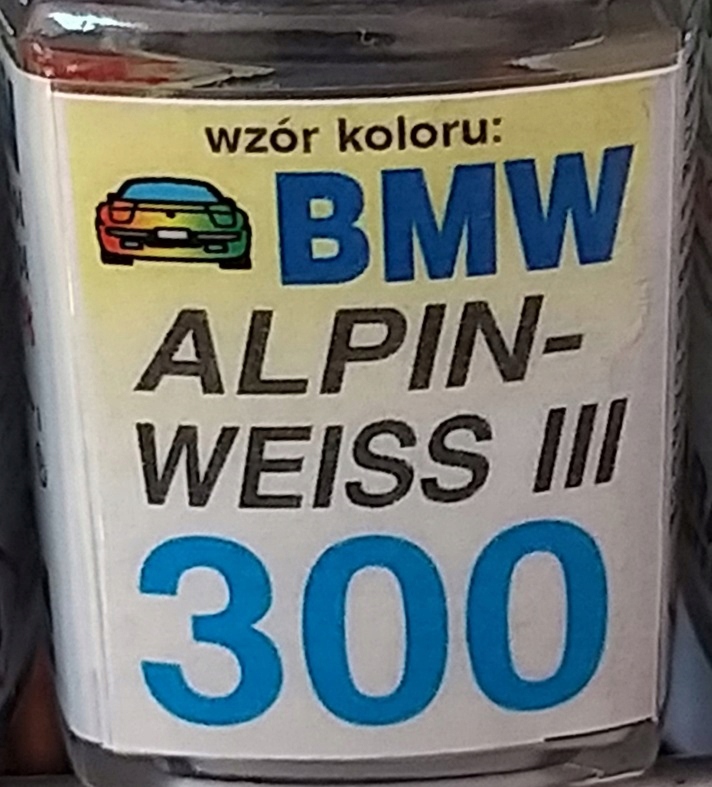 wzór koloru:
BMW
ALPIN-
WEISS III
300